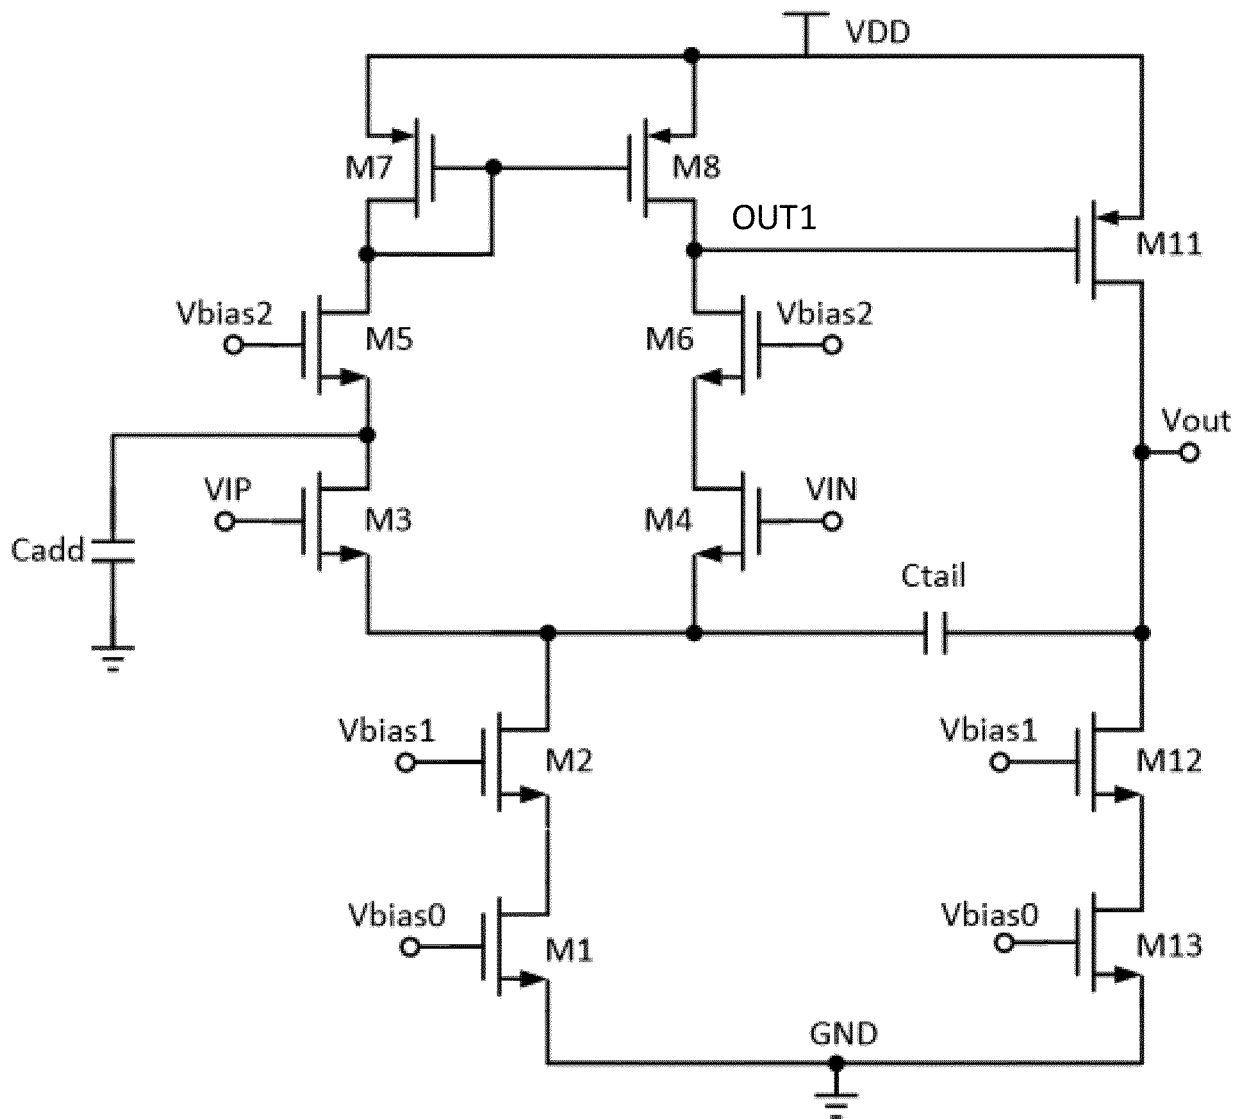 VDD
M7
M8
OUT1
M11
Vbias2
M5
M6
Vbias2
Vout
VIP
M3
M4
VIN
Cadd
Ctail
Vbias1
M2
Vbias1
M12
Vbias0
M1
Vbias0
M13
GND